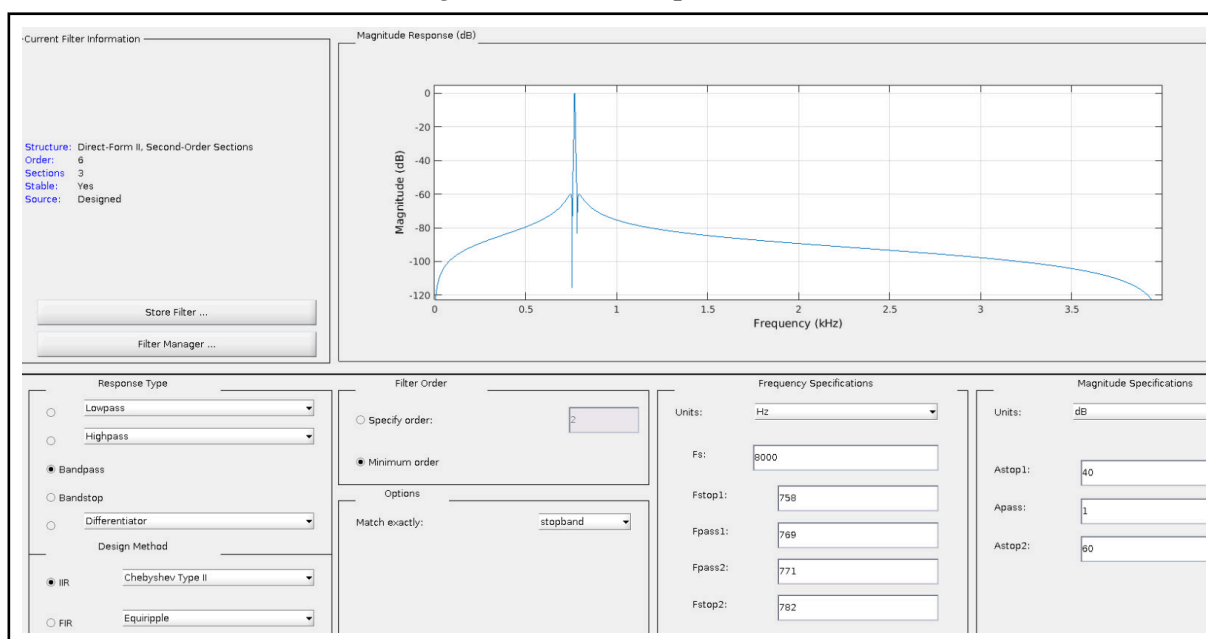 Current Filter Information
Structure: Direct-Form II, Second-Order Sections
Order: 6
Sections 3
Stable: Yes
Source: Designed
Store Filter ...
Filter Manager ...
Magnitude Response (dB)
0
-20
-40
-60
-80
-100
-120
Magnitude (dB)
0 0.5 1 1.5 2 2.5 3 3.5
Frequency (kHz)
Response Type
Lowpass
Highpass
Bandpass
Bandstop
Differentiator
Design Method
IIR Chebyshev Type II
FIR Equiripple
Filter Order
Specify order: 2
Minimum order
Options
Match exactly: stopband
Frequency Specifications
Units: Hz
Fs: 8000
Fstop1: 758
Fpass1: 769
Fpass2: 771
Fstop2: 782
Magnitude Specifications
Units: dB
Astop1: 40
Apass: 1
Astop2: 60